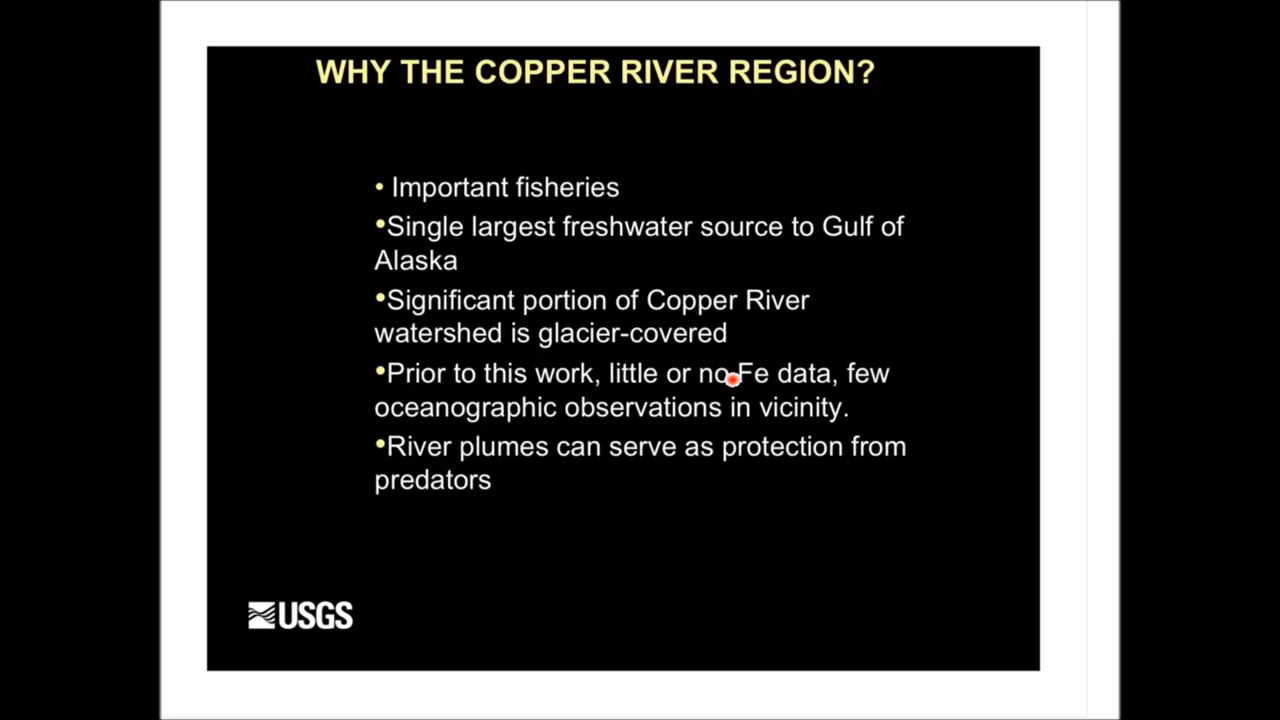 WHY THE COPPER RIVER REGION?
• Important fisheries
•Single largest freshwater source to Gulf of
Alaska
•Significant portion of Copper River
watershed is glacier-covered
•Prior to this work, little or no Fe data, few
oceanographic observations in vicinity.
•River plumes can serve as protection from
predators
USGS